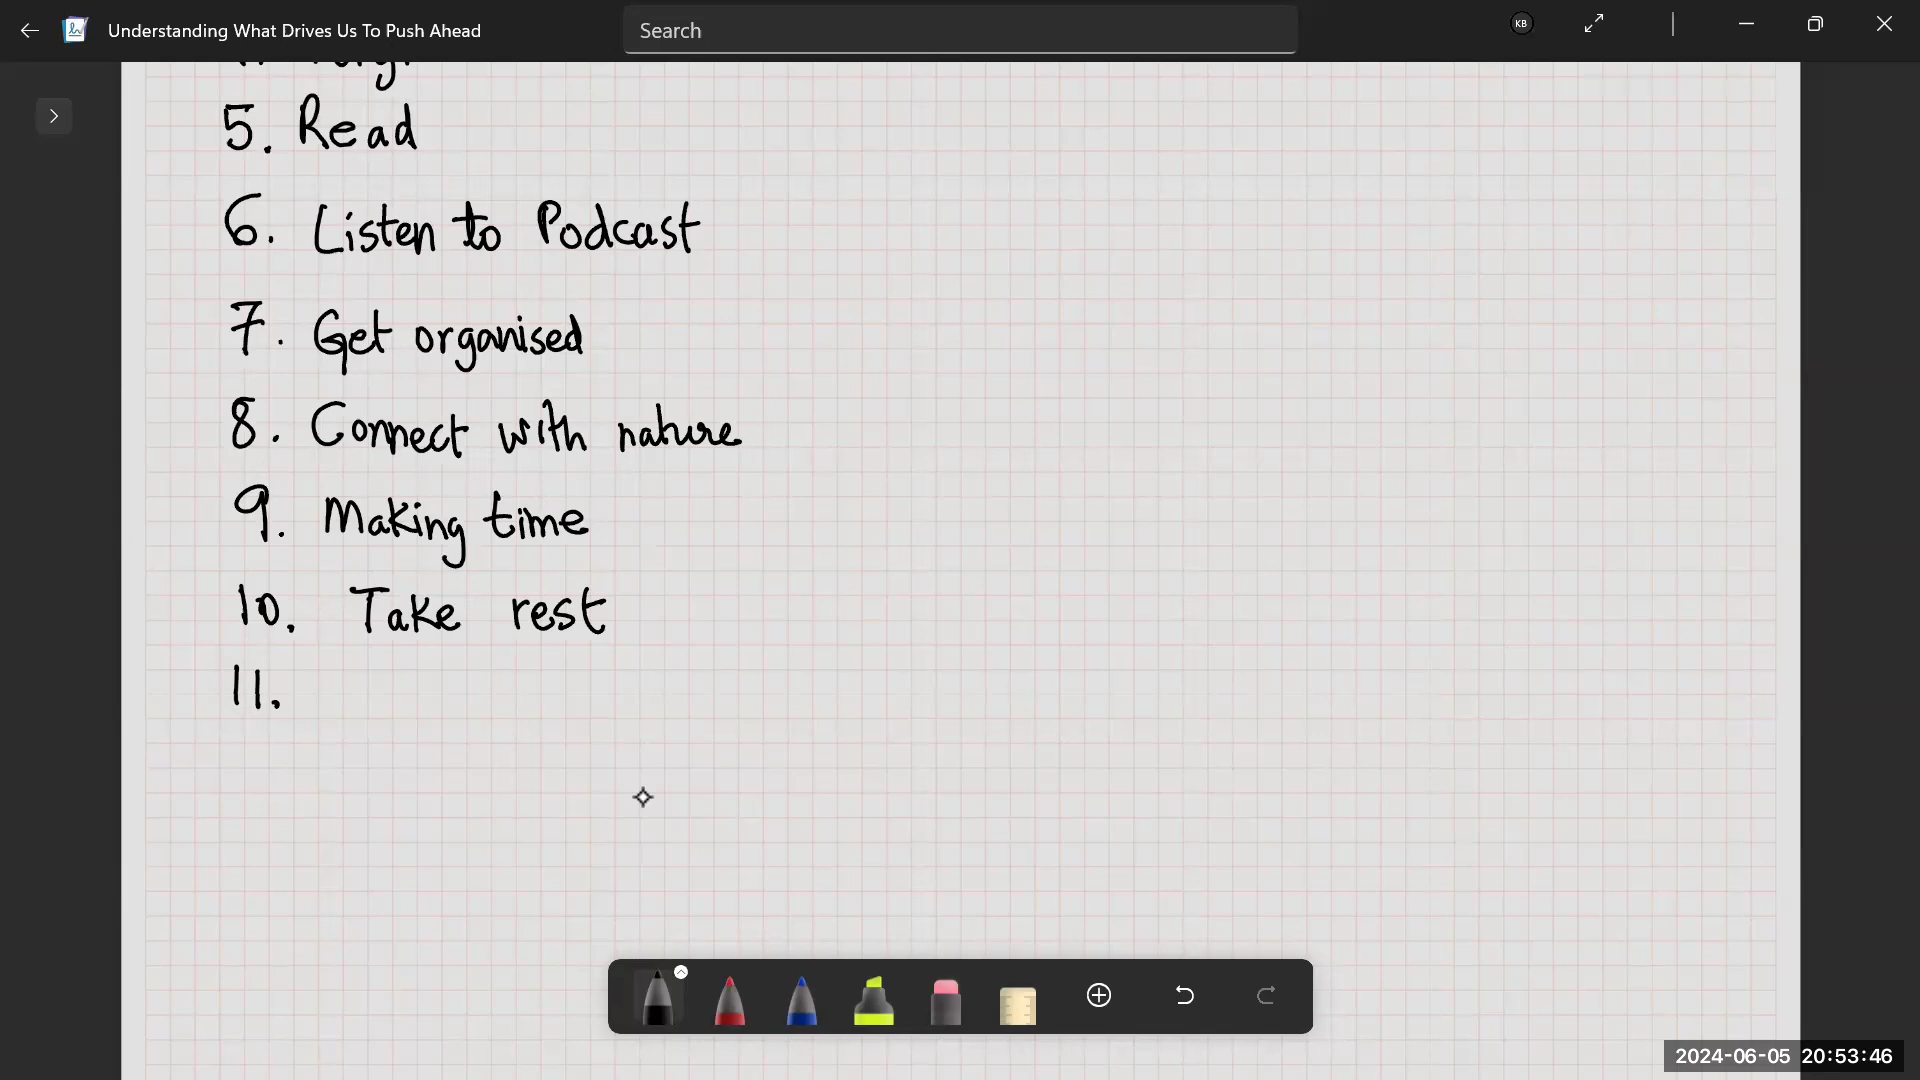 Understanding What Drives Us To Push Ahead
Search
KB
5. Read
6. Listen to Podcast
7. Get organised
8. Connect with nature
9. Making time
10. Take rest
11.
2024-06-05 20:53:46